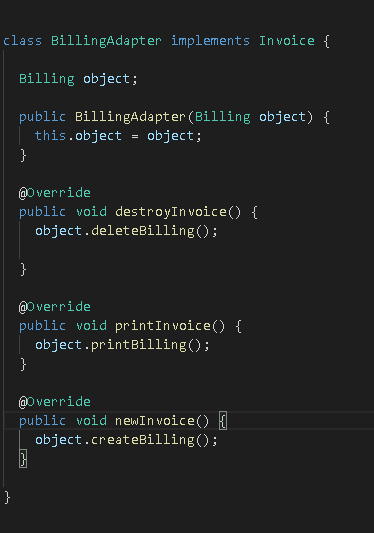 class BillingAdapter implements Invoice {
Billing object;
public BillingAdapter(Billing object) {
this.object = object;
}
@Override
public void destroyInvoice() {
object.deleteBilling();
}
@Override
public void printInvoice() {
object.printBilling();
}
@Override
public void newInvoice() {
object.createBilling();
}
}